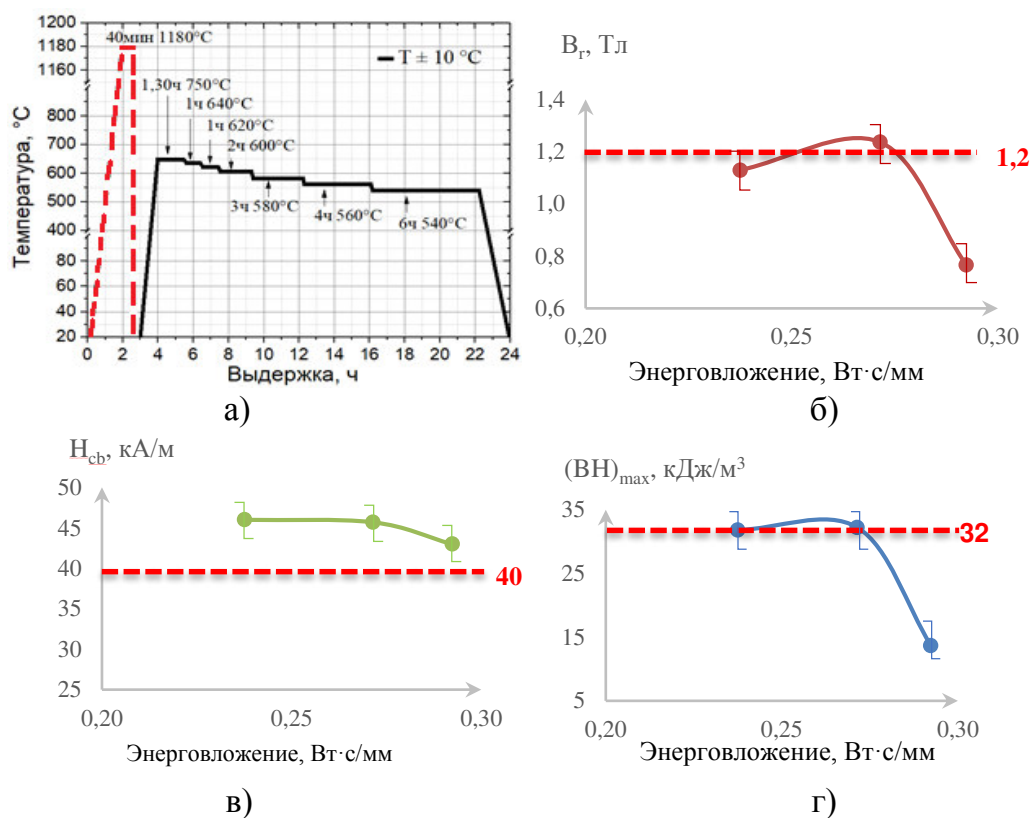 1200
1180
1160
800
700
600
500
400
80
60
40
20
Температура, °C
40мин 1180°C
T ± 10 °C
1,30ч 750°C
1ч 640°C
1ч 620°C
2ч 600°C
3ч 580°C
4ч 560°C
6ч 540°C
0 2 4 6 8 10 12 14 16 18 20 22 24
Выдержка, ч
а)
Bᵣ, Тл
1,4
1,2
1,0
0,8
0,6
1,2
0,20 0,25 0,30
Энерговложение, Вт·с/мм
б)
H_cb, кА/м
50
45
40
35
30
25
40
0,20 0,25 0,30
Энерговложение, Вт·с/мм
в)
(BH)max, кДж/м³
35
25
15
5
32
0,20 0,25 0,30
Энерговложение, Вт·с/мм
г)